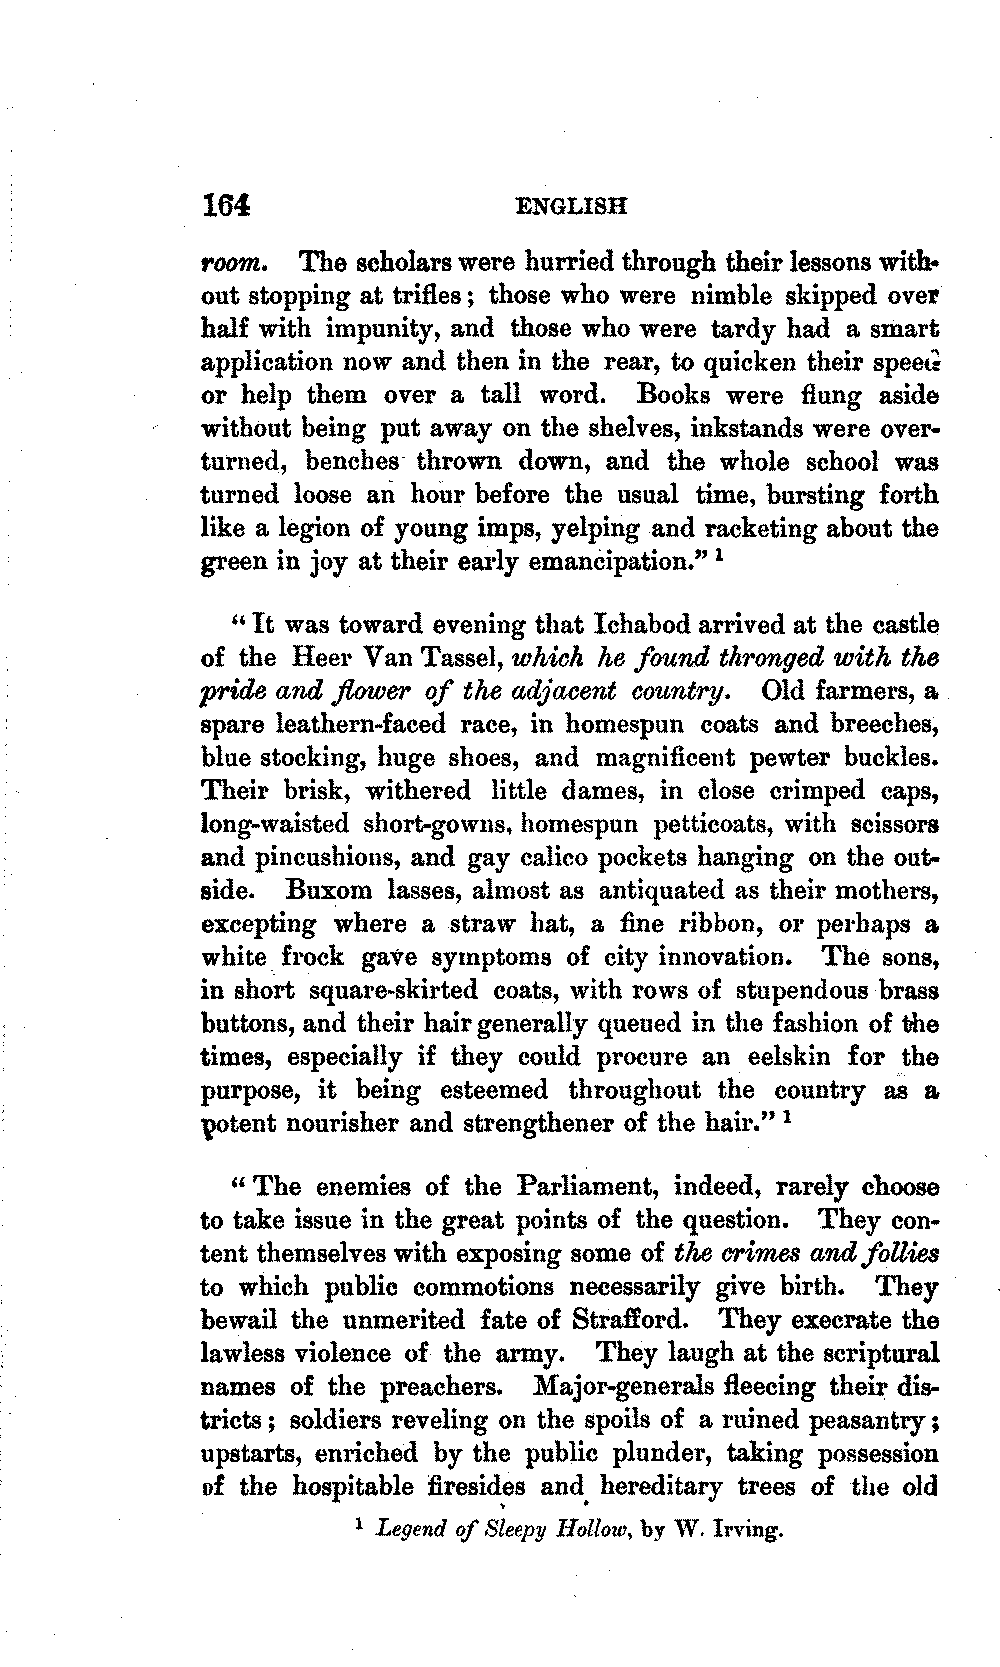 164 ENGLISH
room. The scholars were hurried through their lessons with-
out stopping at trifles; those who were nimble skipped over
half with impunity, and those who were tardy had a smart
application now and then in the rear, to quicken their speed
or help them over a tall word. Books were flung aside
without being put away on the shelves, inkstands were over-
turned, benches thrown down, and the whole school was
turned loose an hour before the usual time, bursting forth
like a legion of young imps, yelping and racketing about the
green in joy at their early emancipation." 1
"It was toward evening that Ichabod arrived at the castle
of the Heer Van Tassel, which he found thronged with the
pride and flower of the adjacent country. Old farmers, a
spare leathern-faced race, in homespun coats and breeches,
blue stocking, huge shoes, and magnificent pewter buckles.
Their brisk, withered little dames, in close crimped caps,
long-waisted short-gowns, homespun petticoats, with scissors
and pincushions, and gay calico pockets hanging on the out-
side. Buxom lasses, almost as antiquated as their mothers,
excepting where a straw hat, a fine ribbon, or perhaps a
white frock gave symptoms of city innovation. The sons,
in short square-skirted coats, with rows of stupendous brass
buttons, and their hair generally queued in the fashion of the
times, especially if they could procure an eelskin for the
purpose, it being esteemed throughout the country as a
potent nourisher and strengthener of the hair." 1
"The enemies of the Parliament, indeed, rarely choose
to take issue in the great points of the question. They con-
tent themselves with exposing some of the crimes and follies
to which public commotions necessarily give birth. They
bewail the unmerited fate of Strafford. They execrate the
lawless violence of the army. They laugh at the scriptural
names of the preachers. Major-generals fleecing their dis-
tricts; soldiers reveling on the spoils of a ruined peasantry;
upstarts, enriched by the public plunder, taking possession
of the hospitable firesides and hereditary trees of the old
1 Legend of Sleepy Hollow, by W. Irving.